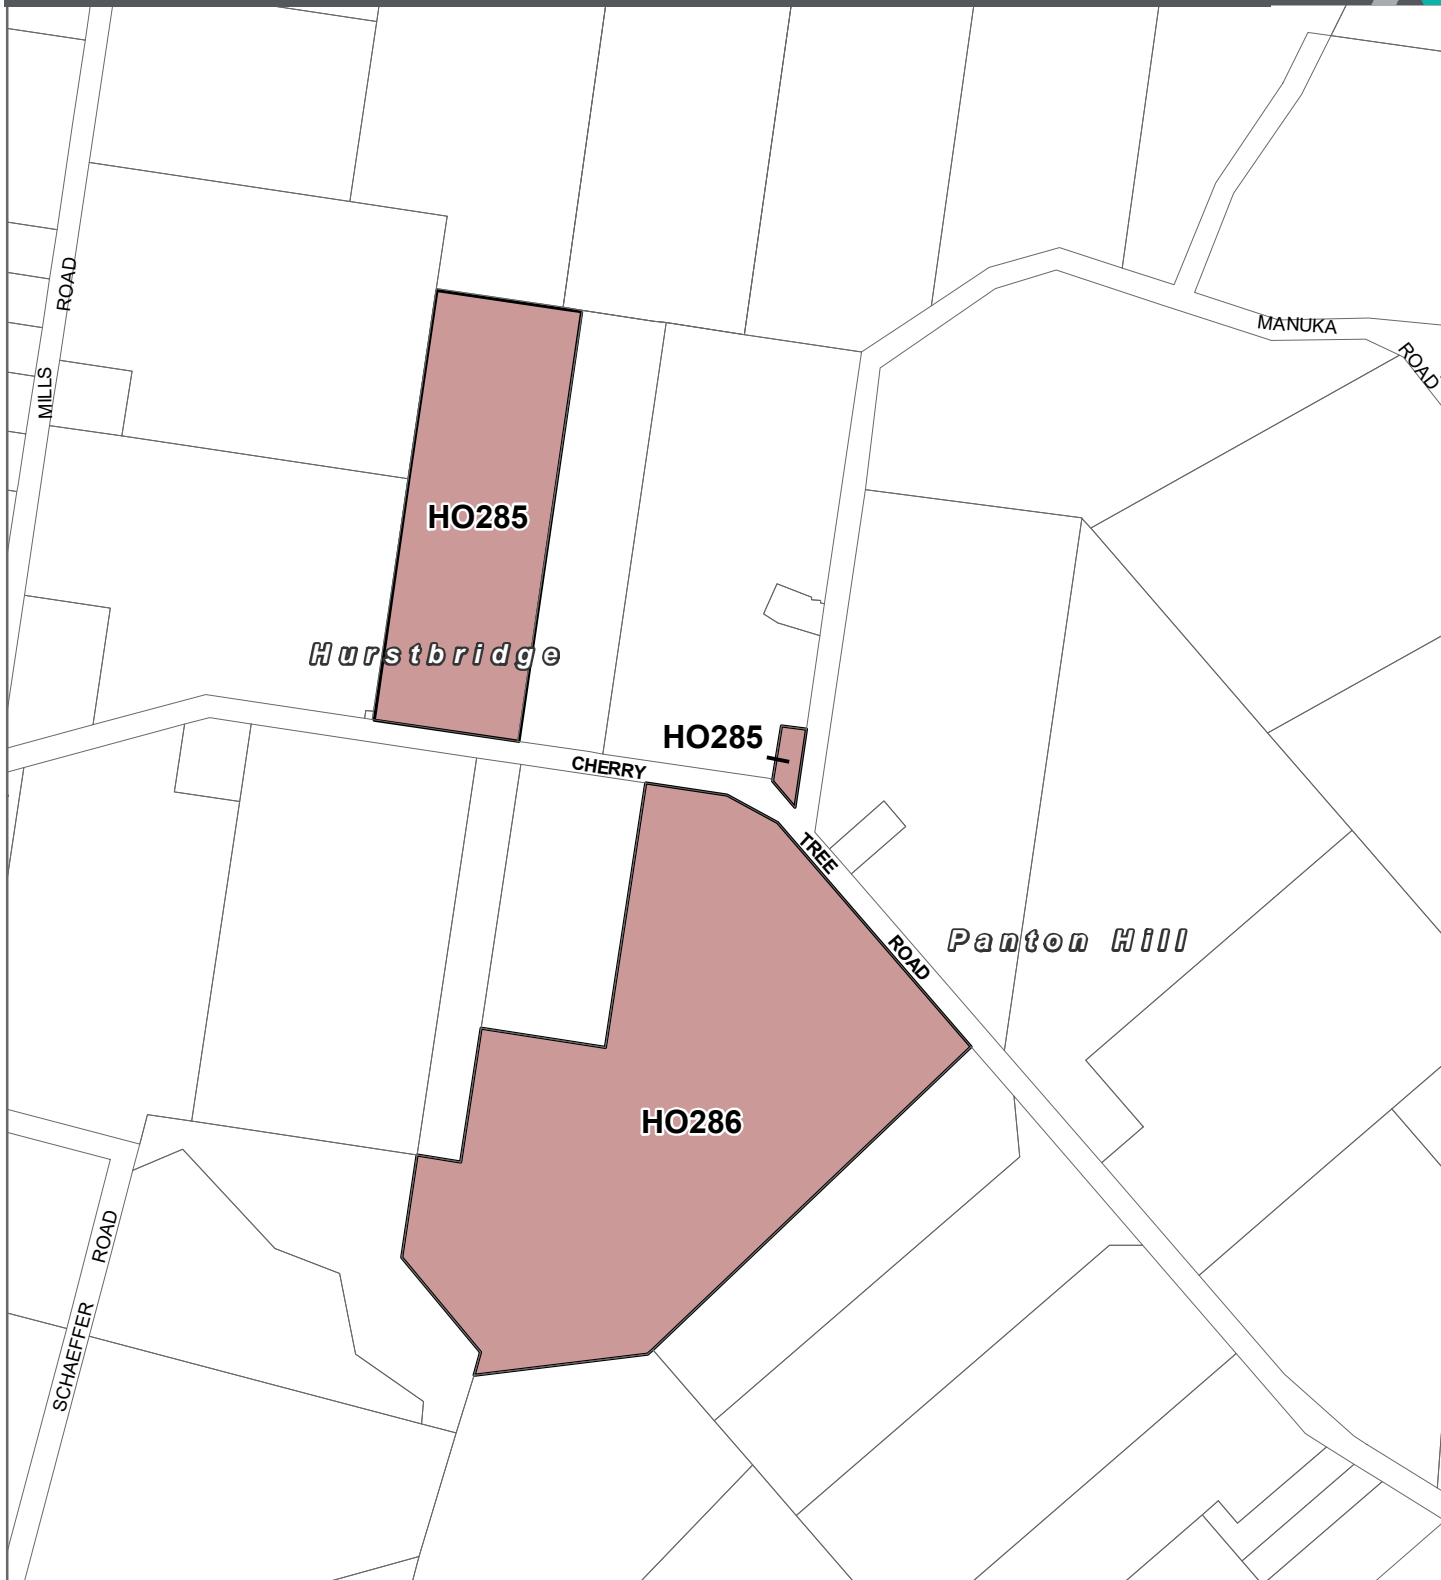 ROAD
MILLS
MANUKA
ROAD
HO285
Hurstbridge
HO285
CHERRY
TREE
ROAD
Panton Hill
HO286
ROAD
SCHAEFFER